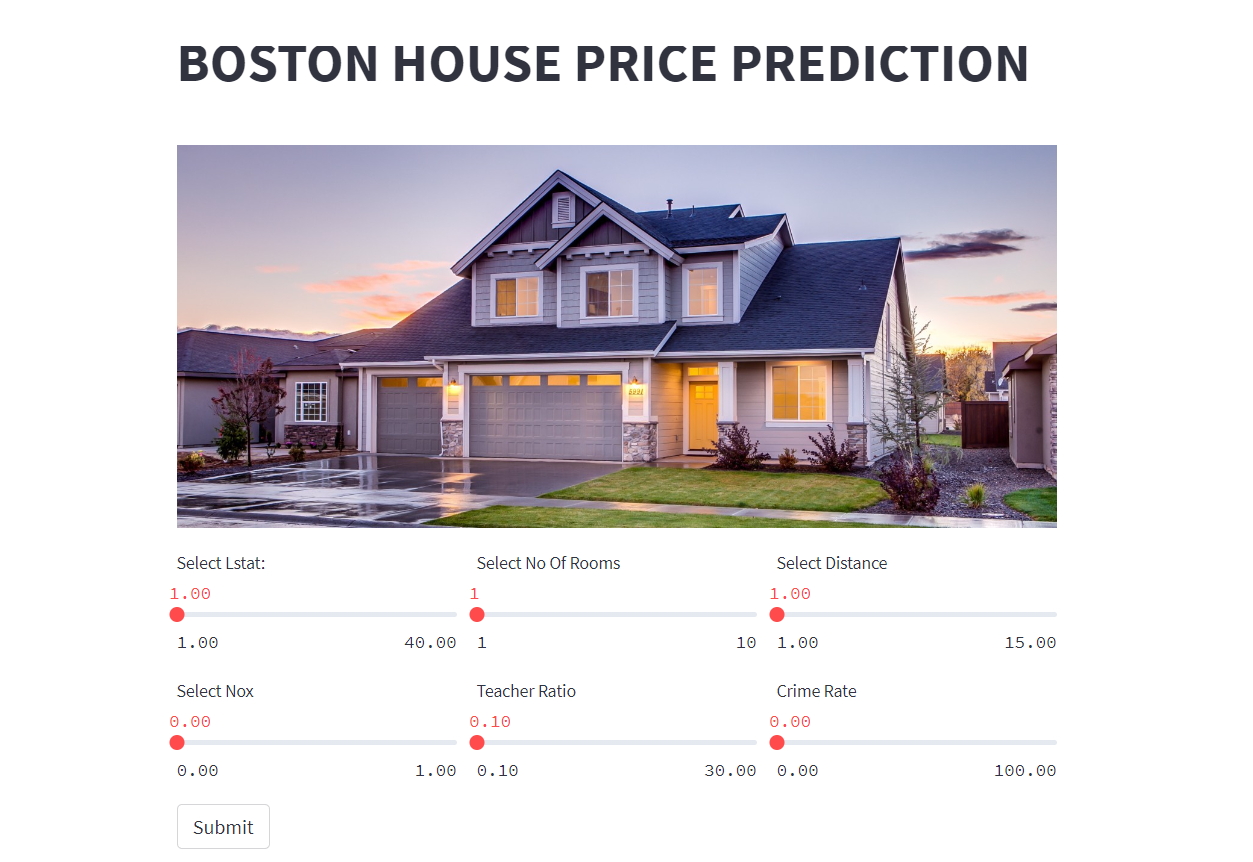 BOSTON HOUSE PRICE PREDICTION
Select Lstat: Select No Of Rooms Select Distance
1.00 1 1.00
1.00 40.00 1 10 1.00 15.00
Select Nox Teacher Ratio Crime Rate
0.00 0.10 0.00
0.00 1.00 0.10 30.00 0.00 100.00
Submit